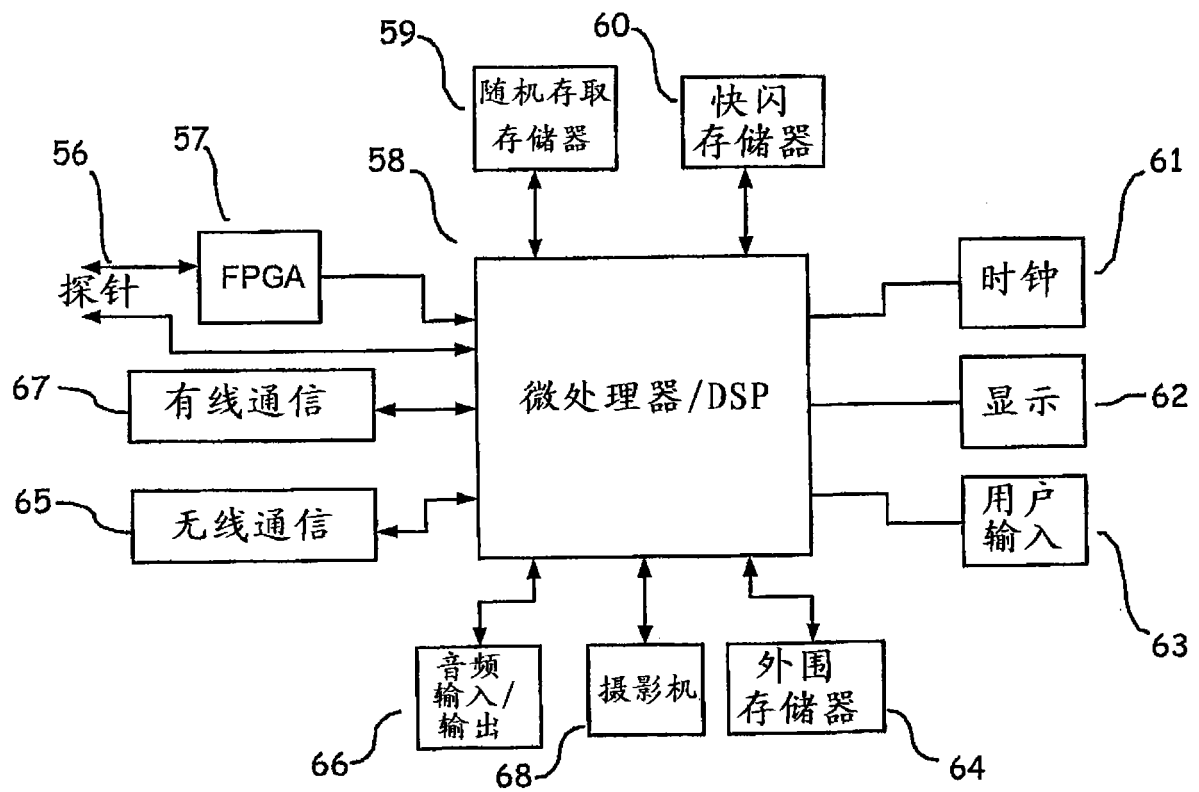 59
随机存取
存储器
60
快闪
存储器
56
57
58
61
探针
FPGA
时钟
67
有线通信
微处理器/DSP
显示
62
65
无线通信
用户
输入
63
音频
输入/
输出
66
摄影机
68
外围
存储器
64